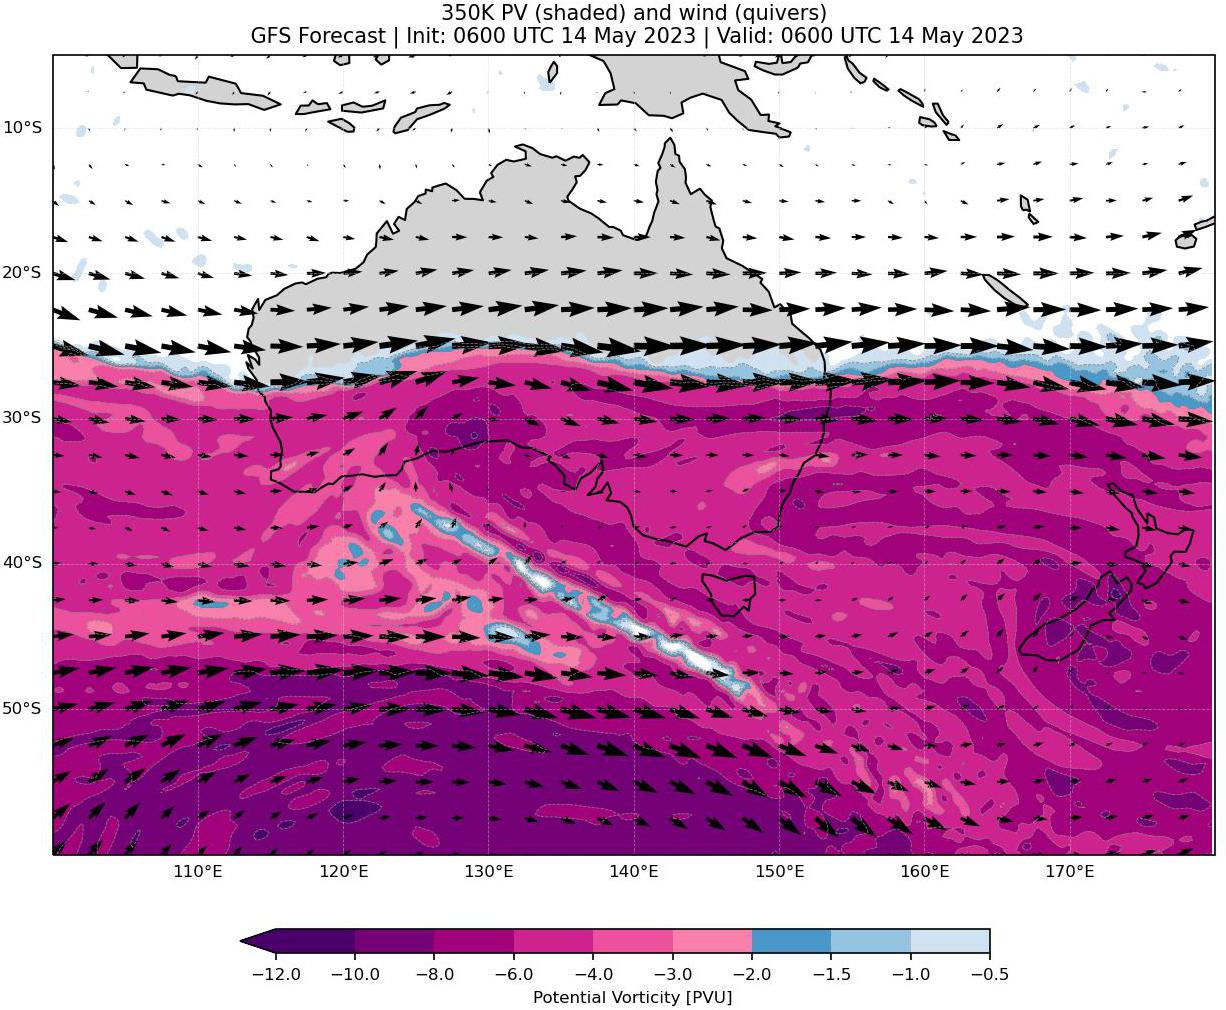 350K PV (shaded) and wind (quivers)
GFS Forecast | Init: 0600 UTC 14 May 2023 | Valid: 0600 UTC 14 May 2023
10°S
20°S
30°S
40°S
50°S
110°E 120°E 130°E 140°E 150°E 160°E 170°E
−12.0 −10.0 −8.0 −6.0 −4.0 −3.0 −2.0 −1.5 −1.0 −0.5
Potential Vorticity [PVU]